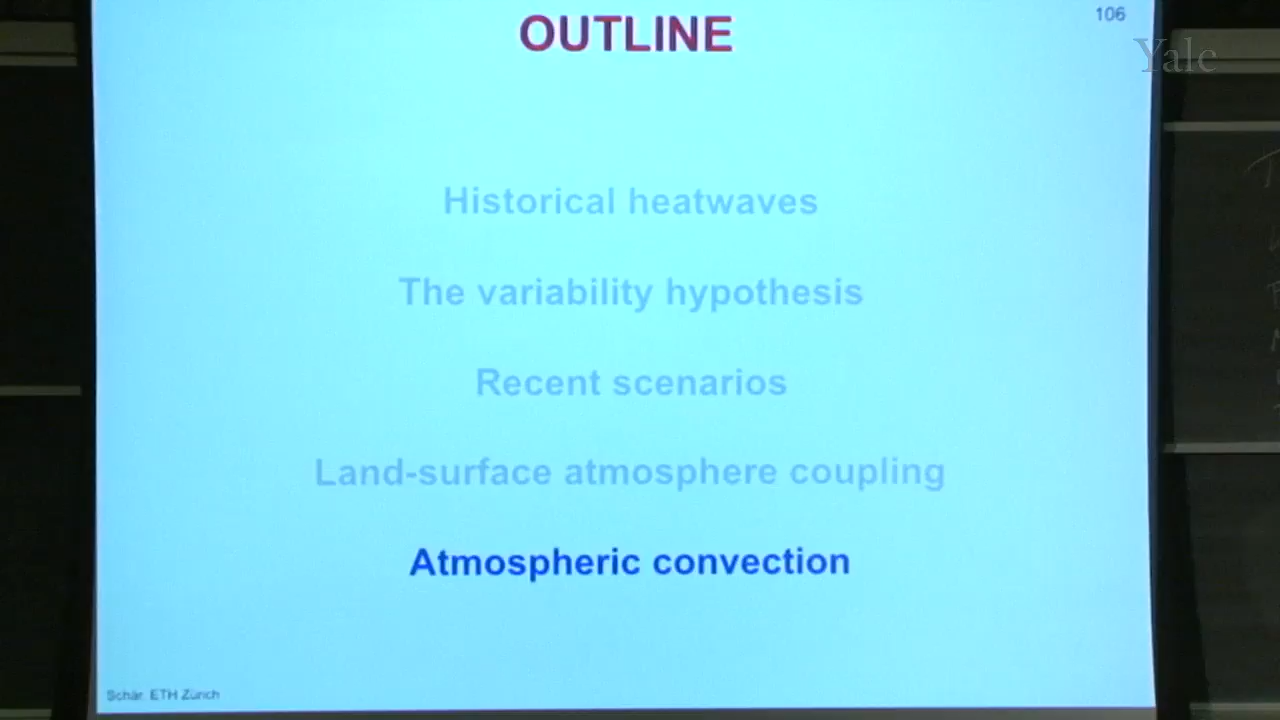 106
OUTLINE
Yale
Historical heatwaves
The variability hypothesis
Recent scenarios
Land-surface atmosphere coupling
Atmospheric convection
Schär, ETH Zürich